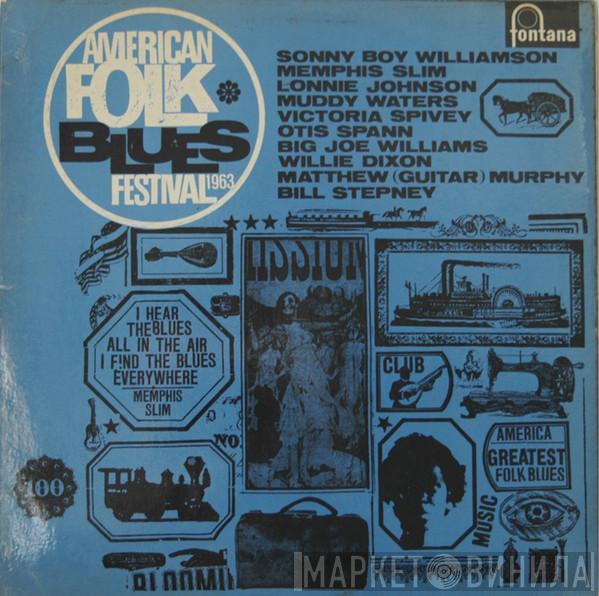 fontana
AMERICAN
FOLK
BLUES
FESTIVAL 1963
SONNY BOY WILLIAMSON
MEMPHIS SLIM
LONNIE JOHNSON
MUDDY WATERS
VICTORIA SPIVEY
OTIS SPANN
BIG JOE WILLIAMS
WILLIE DIXON
MATTHEW (GUITAR) MURPHY
BILL STEPNEY
I HEAR
THE BLUES
ALL IN THE AIR
I F!ND THE BLUES
EVERYWHERE
MEMPHIS
SLIM
CLUB
AMERICA
GREATEST
FOLK BLUES
NO
MUSIC
100
МАРКЕТ ВИНИЛА